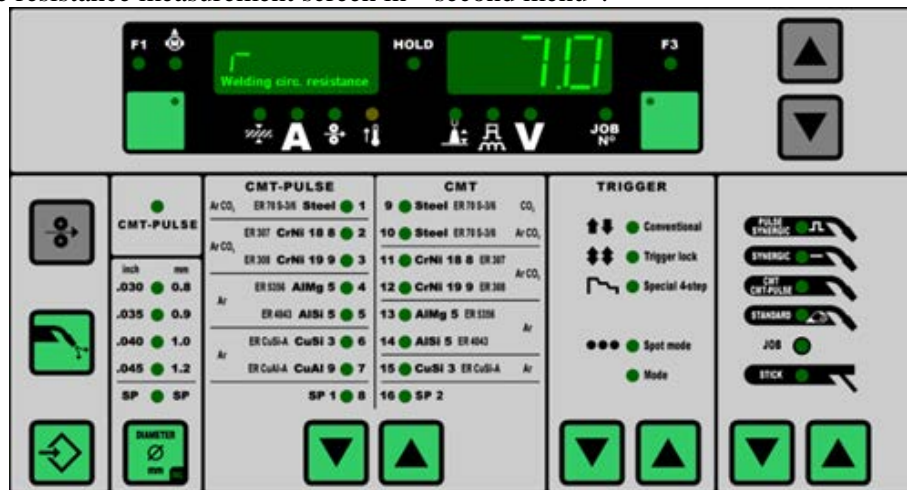 e resistance measurement screen in " second menu ".
F1 HOLD F3
r 7.0
Welding circ. resistance
A V JOB N°
CMT-PULSE
inch mm
.030 0.8
.035 0.9
.040 1.0
.045 1.2
SP SP
DIAMETER
Ø
mm
CMT-PULSE
Ar CO₂ ER 70 S-3/6 Steel 1
ER 307 CrNi 18 8 2
Ar CO₂
ER 308 CrNi 19 9 3
ER 5356 AlMg 5 4
Ar
ER 4043 AlSi 5 5
ER CuSi-A CuSi 3 6
Ar
ER CuAl-A CuAl 9 7
SP 1 8
CMT
9 Steel ER 70 S-3/6 CO₂
10 Steel ER 70 S-3/6 Ar CO₂
11 CrNi 18 8 ER 307
Ar CO₂
12 CrNi 19 9 ER 308
13 AlMg 5 ER 5356
Ar
14 AlSi 5 ER 4043
15 CuSi 3 ER CuSi-A Ar
16 SP 2
TRIGGER
Conventional
Trigger lock
Special 4-step
Spot mode
Mode
PULSE SYNERGIC
SYNERGIC
CMT
CMT-PULSE
STANDARD
JOB
STICK